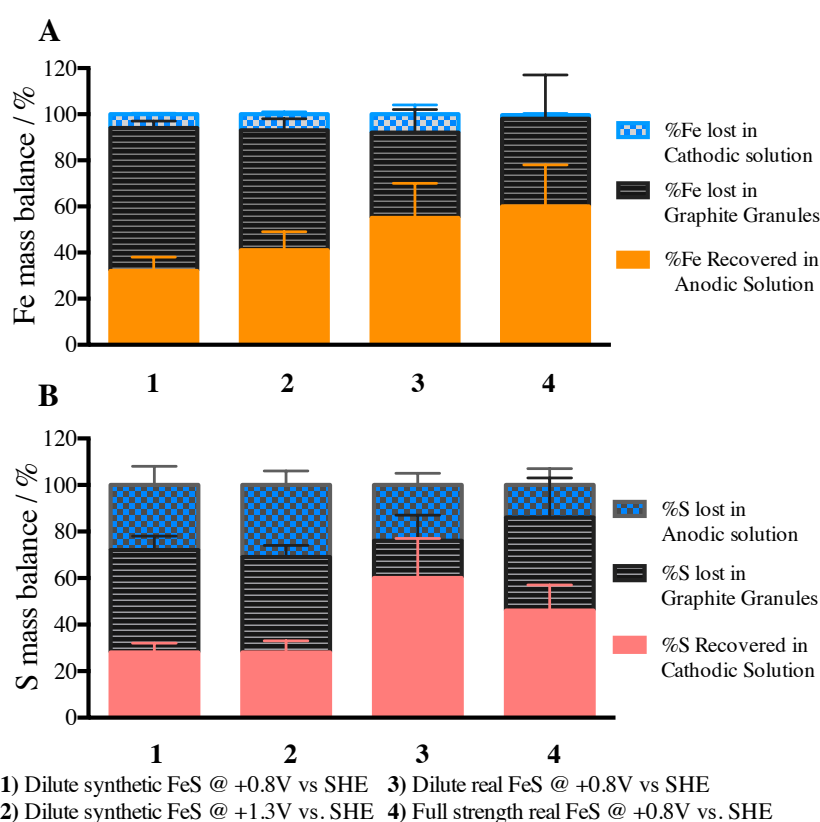 A
Fe mass balance / %
120
100
80
60
40
20
0
1 2 3 4
%Fe lost in
Cathodic solution
%Fe lost in
Graphite Granules
%Fe Recovered in
Anodic Solution
B
S mass balance / %
120
100
80
60
40
20
0
1 2 3 4
%S lost in
Anodic solution
%S lost in
Graphite Granules
%S Recovered in
Cathodic Solution
1) Dilute synthetic FeS @ +0.8V vs SHE 3) Dilute real FeS @ +0.8V vs SHE
2) Dilute synthetic FeS @ +1.3V vs. SHE 4) Full strength real FeS @ +0.8V vs. SHE